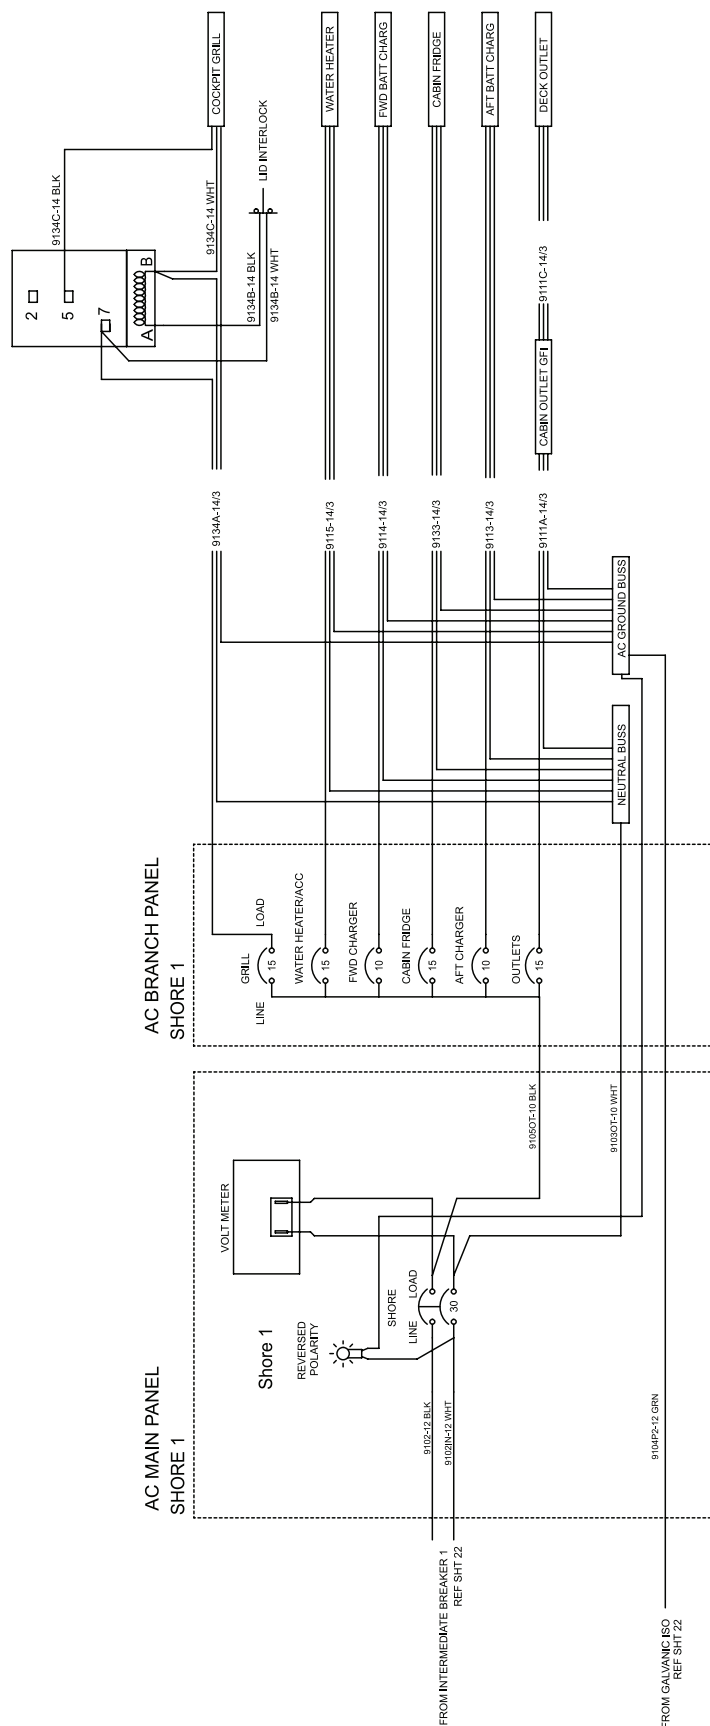 COCKPIT GRILL
WATER HEATER
FWD BATT CHARG
CABIN FRIDGE
AFT BATT CHARG
DECK OUTLET
9134C-14 BLK
9134C-14 WHT
LID INTERLOCK
9134B-14 BLK
9134B-14 WHT
2
5
7
A
B
9111C-14/3
CABIN OUTLET GFI
9134A-14/3
9115-14/3
9114-14/3
9133-14/3
9113-14/3
9111A-14/3
AC GROUND BUSS
NEUTRAL BUSS
AC BRANCH PANEL
SHORE 1
LOAD
LINE
GRILL
15
WATER HEATER/ACC
15
FWD CHARGER
10
CABIN FRIDGE
15
AFT CHARGER
10
OUTLETS
15
AC MAIN PANEL
SHORE 1
VOLT METER
9105OT-10 BLK
9103OT-10 WHT
Shore 1
REVERSED
POLARITY
SHORE
LINE
LOAD
30
9102-12 BLK
9102IN-12 WHT
9104P2-12 GRN
FROM INTERMEDIATE BREAKER 1
REF SHT 22
FROM GALVANIC ISO
REF SHT 22